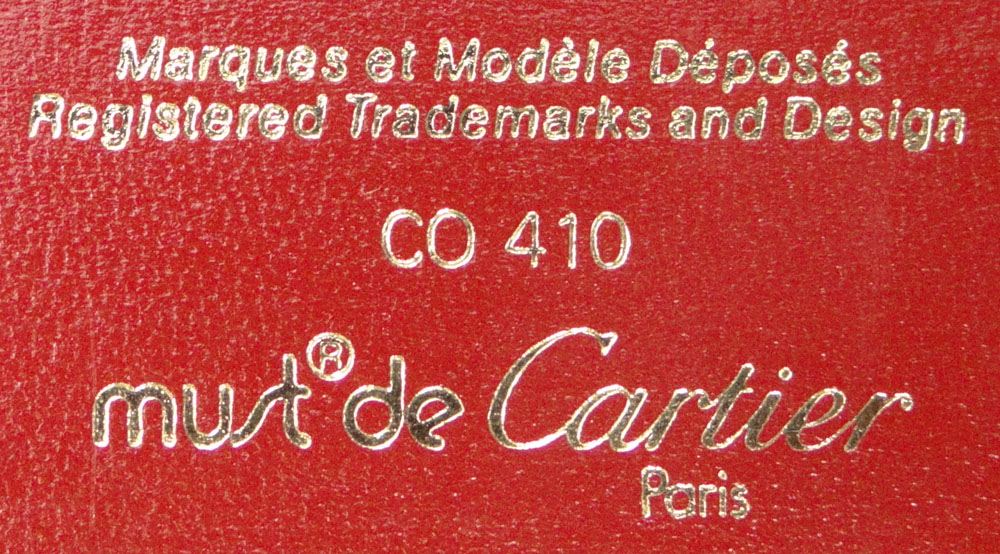 Marques et Modèle Déposés
Registered Trademarks and Design
CO 410
must® de Cartier
Paris